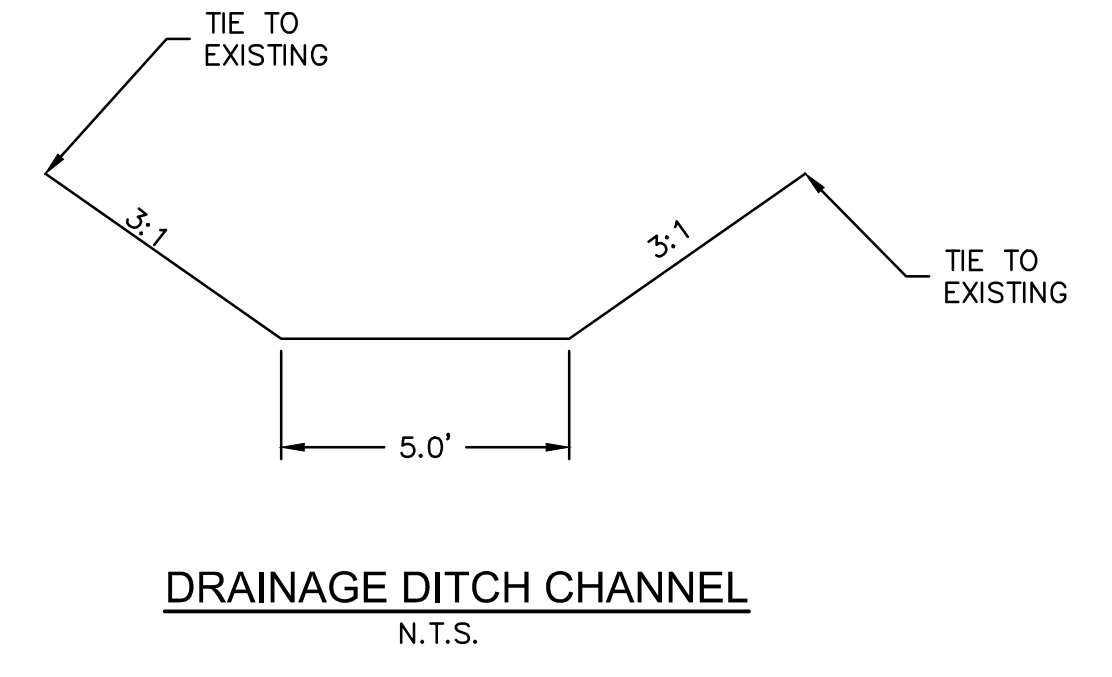 TIE TO
EXISTING
3:1
3:1
TIE TO
EXISTING
5.0'
DRAINAGE DITCH CHANNEL
N.T.S.